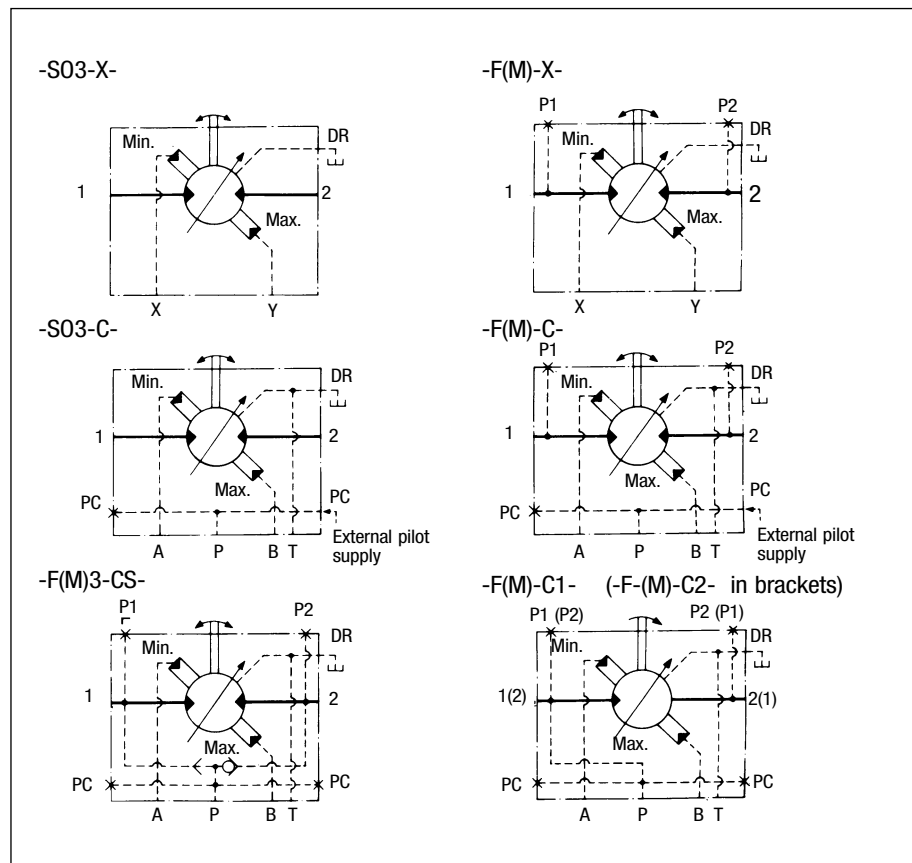 -S03-X-
Min.
DR
1
2
Max.
X Y
-F(M)-X-
P1 P2
DR
Min.
1
2
Max.
X Y
-S03-C-
Min.
DR
1
2
Max.
PC
PC
External pilot
supply
A P B T
-F(M)-C-
P1 P2
DR
Min.
1
2
Max.
PC
PC
External pilot
supply
A P B T
-F(M)3-CS-
P1 P2
DR
Min.
1
2
Max.
PC PC
A P B T
-F(M)-C1- (-F-(M)-C2- in brackets)
P1 (P2) P2 (P1)
Min.
DR
1(2) 2(1)
Max.
PC PC
A P B T